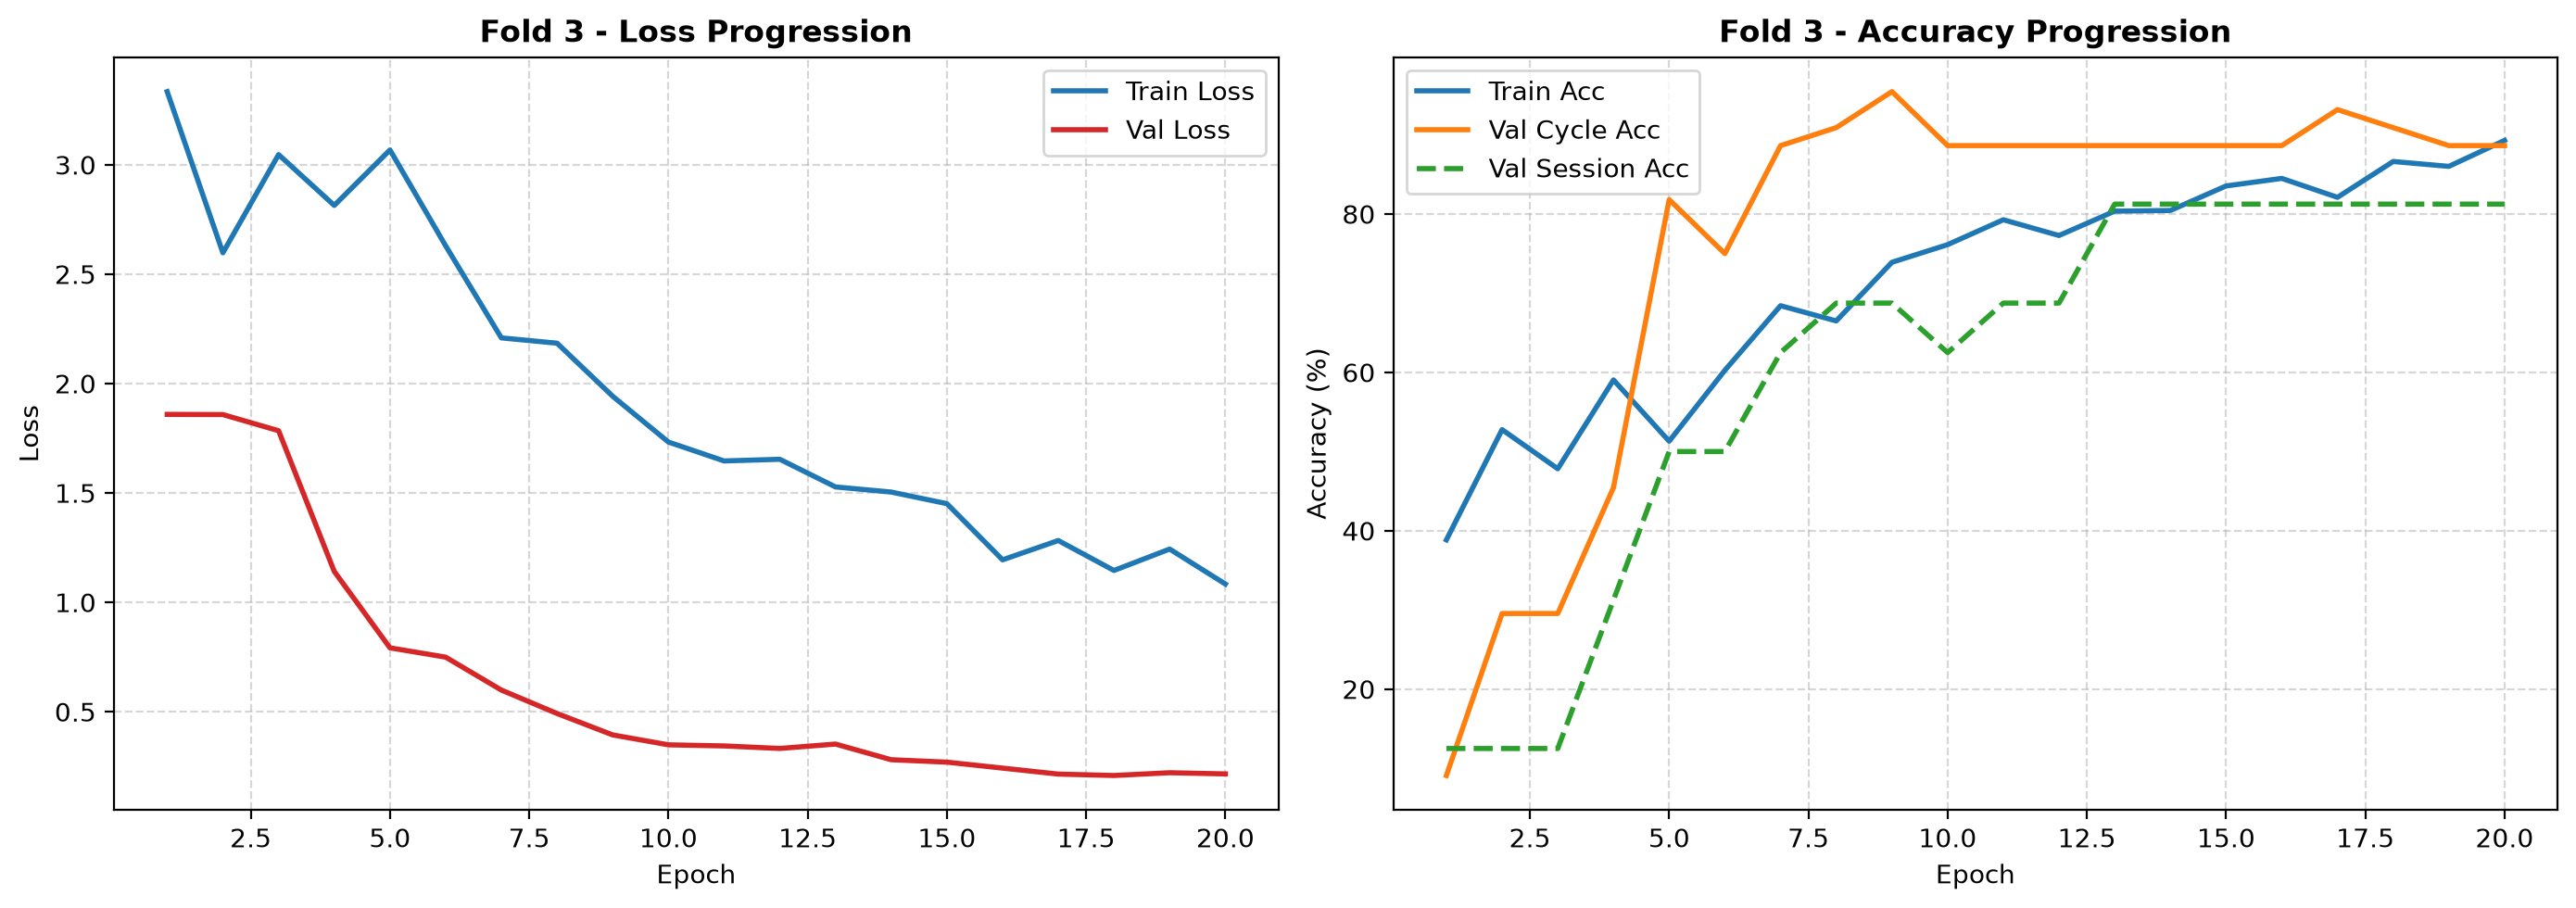 Fold 3 - Loss Progression
Train Loss
Val Loss
3.0
2.5
2.0
1.5
1.0
0.5
Loss
2.5 5.0 7.5 10.0 12.5 15.0 17.5 20.0
Epoch
Fold 3 - Accuracy Progression
Train Acc
Val Cycle Acc
Val Session Acc
80
60
40
20
Accuracy (%)
2.5 5.0 7.5 10.0 12.5 15.0 17.5 20.0
Epoch